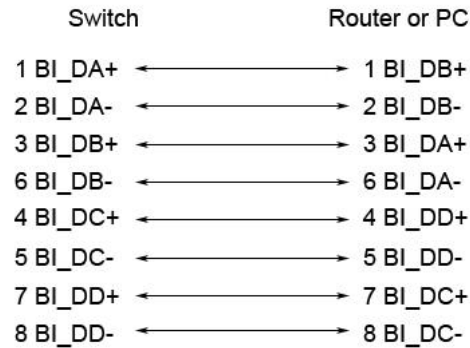 Switch Router or PC
1 BI_DA+ 1 BI_DB+
2 BI_DA- 2 BI_DB-
3 BI_DB+ 3 BI_DA+
6 BI_DB- 6 BI_DA-
4 BI_DC+ 4 BI_DD+
5 BI_DC- 5 BI_DD-
7 BI_DD+ 7 BI_DC+
8 BI_DD- 8 BI_DC-